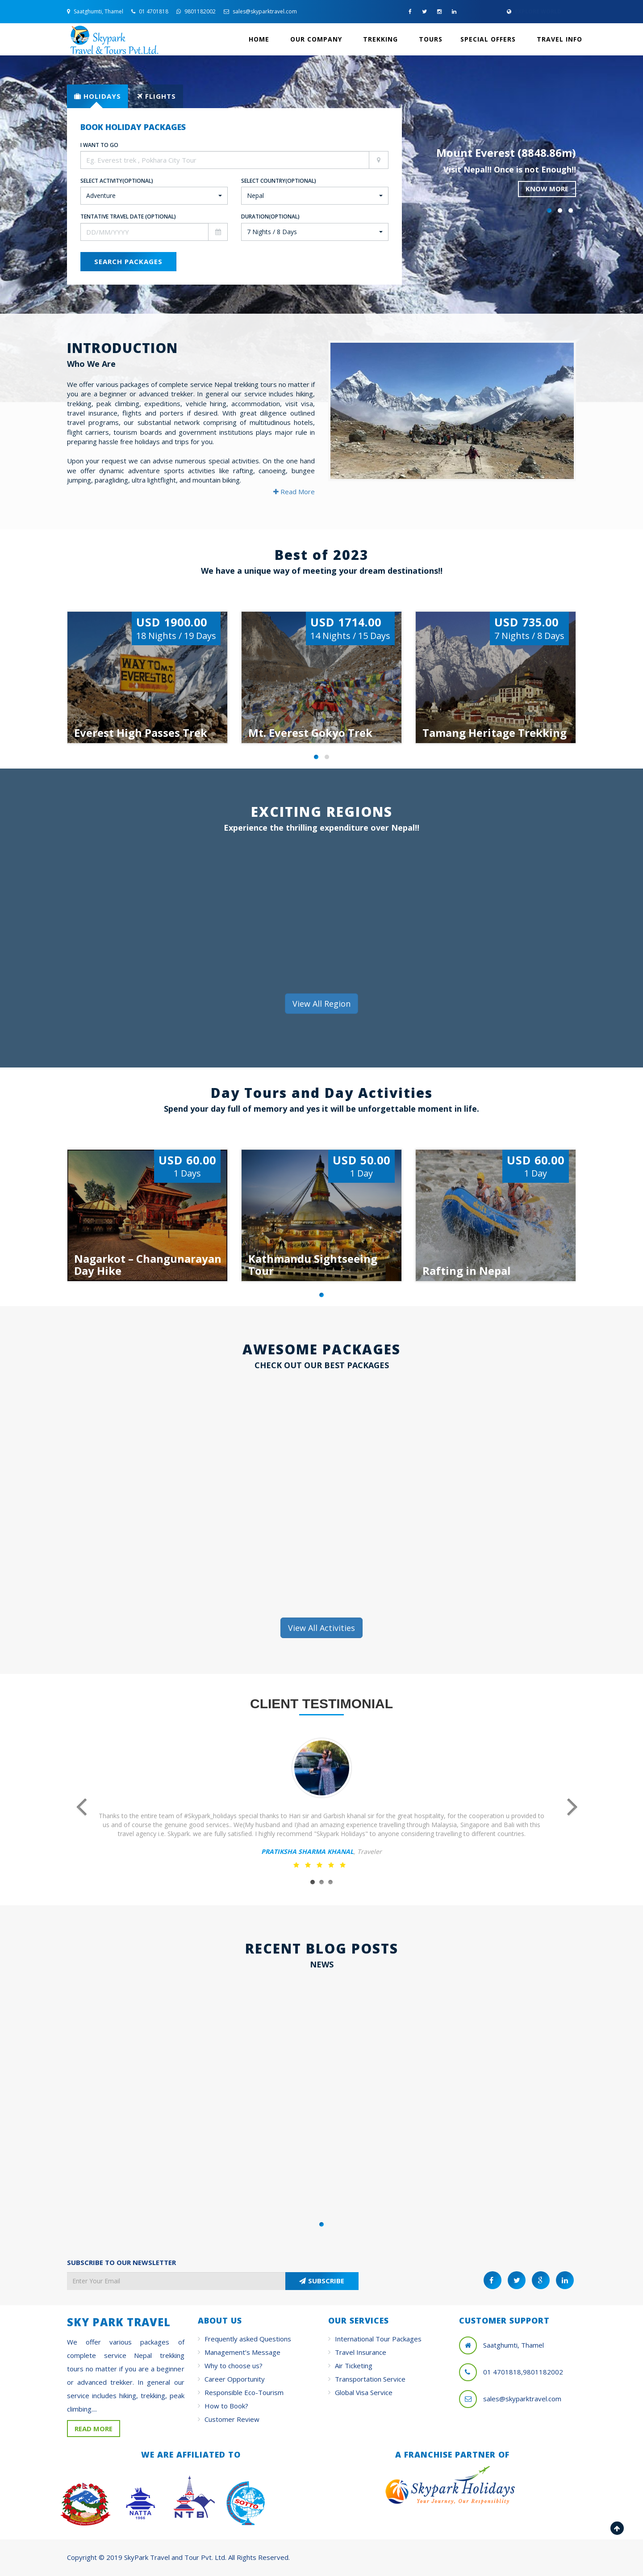 Saatghumti, Thamel 01 4701818 9801182002 sales@skyparktravel.com
Skypark
Travel & Tours Pvt.Ltd.
HOME OUR COMPANY TREKKING TOURS SPECIAL OFFERS TRAVEL INFO
HOLIDAYS FLIGHTS
BOOK HOLIDAY PACKAGES
I WANT TO GO
Eg. Everest trek , Pokhara City Tour
SELECT ACTIVITY(OPTIONAL) SELECT COUNTRY(OPTIONAL)
Adventure Nepal
TENTATIVE TRAVEL DATE (OPTIONAL) DURATION(OPTIONAL)
DD/MM/YYYY 7 Nights / 8 Days
SEARCH PACKAGES
Mount Everest (8848.86m)
Visit Nepal!! Once is not Enough!!
KNOW MORE
INTRODUCTION
Who We Are
We offer various packages of complete service Nepal trekking tours no matter if
you are a beginner or advanced trekker. In general our service includes hiking,
trekking, peak climbing, expeditions, vehicle hiring, accommodation, visit visa,
travel insurance, flights and porters if desired. With great diligence outlined
travel programs, our substantial network comprising of multitudinous hotels,
flight carriers, tourism boards and government institutions plays major rule in
preparing hassle free holidays and trips for you.
Upon your request we can advise numerous special activities. On the one hand
we offer dynamic adventure sports activities like rafting, canoeing, bungee
jumping, paragliding, ultra lightflight, and mountain biking.
Read More
Best of 2023
We have a unique way of meeting your dream destinations!!
USD 1900.00
18 Nights / 19 Days
WAY TO MT. EVEREST B.C.
Everest High Passes Trek
USD 1714.00
14 Nights / 15 Days
Mt. Everest Gokyo Trek
USD 735.00
7 Nights / 8 Days
Tamang Heritage Trekking
EXCITING REGIONS
Experience the thrilling expenditure over Nepal!!
View All Region
Day Tours and Day Activities
Spend your day full of memory and yes it will be unforgettable moment in life.
USD 60.00
1 Days
Nagarkot – Changunarayan
Day Hike
USD 50.00
1 Day
Kathmandu Sightseeing
Tour
USD 60.00
1 Day
Rafting in Nepal
AWESOME PACKAGES
CHECK OUT OUR BEST PACKAGES
View All Activities
CLIENT TESTIMONIAL
Thanks to the entire team of #Skypark_holidays special thanks to Hari sir and Garbish khanal sir for the great hospitality, for the cooperation u provided to
us and of course the genuine good services.. We(My husband and I)had an amazing experience travelling through Malaysia, Singapore and Bali with this
travel agency i.e. Skypark. we are fully satisfied. I highly recommend "Skypark Holidays" to anyone considering travelling to different countries.
PRATIKSHA SHARMA KHANAL, Traveler
RECENT BLOG POSTS
NEWS
SUBSCRIBE TO OUR NEWSLETTER
Enter Your Email SUBSCRIBE
SKY PARK TRAVEL
We offer various packages of
complete service Nepal trekking
tours no matter if you are a beginner
or advanced trekker. In general our
service includes hiking, trekking, peak
climbing....
READ MORE
ABOUT US
Frequently asked Questions
Management's Message
Why to choose us?
Career Opportunity
Responsible Eco-Tourism
How to Book?
Customer Review
OUR SERVICES
International Tour Packages
Travel Insurance
Air Ticketing
Transportation Service
Global Visa Service
CUSTOMER SUPPORT
Saatghumti, Thamel
01 4701818,9801182002
sales@skyparktravel.com
WE ARE AFFILIATED TO
NATTA
NTB
A FRANCHISE PARTNER OF
Skypark Holidays
Your Journey, Our Responsiblity
Copyright © 2019 SkyPark Travel and Tour Pvt. Ltd. All Rights Reserved.